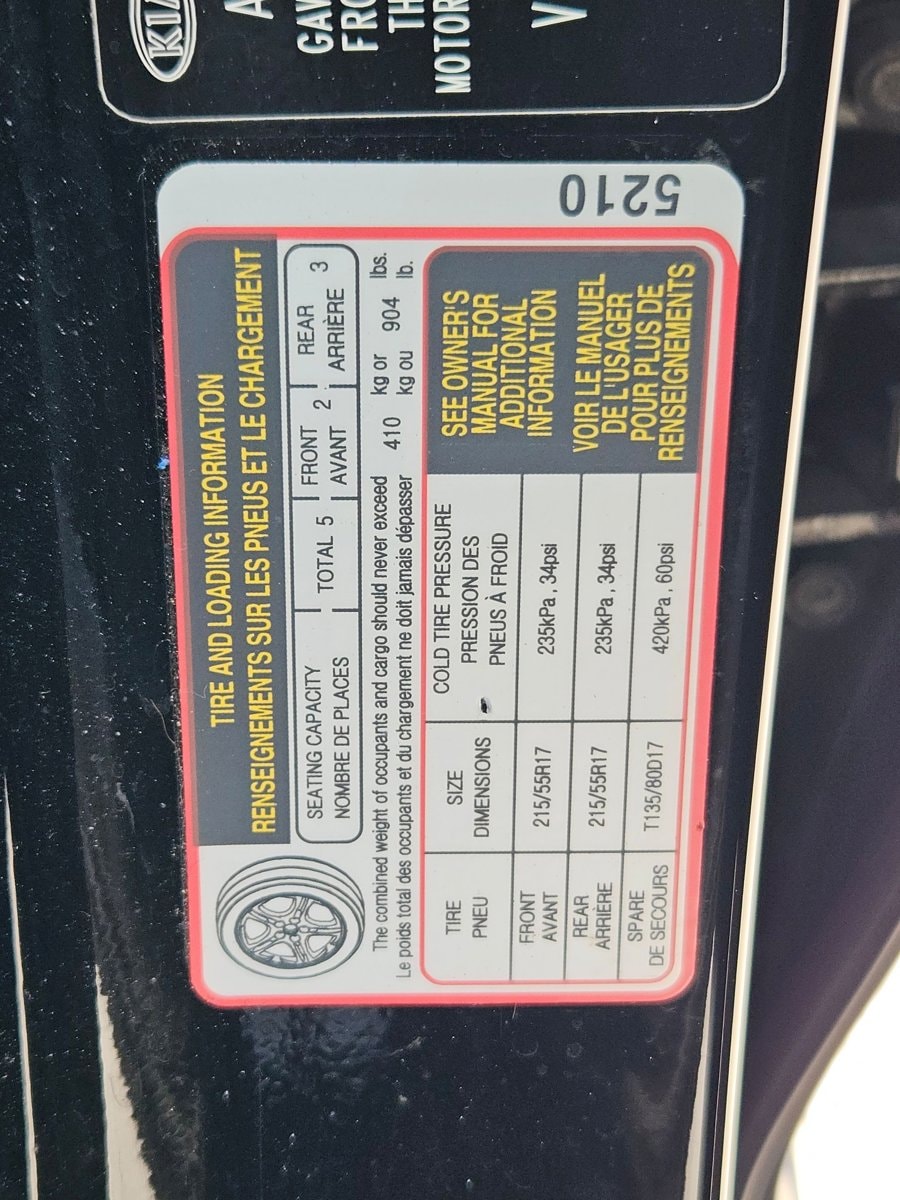 KIA
TIRE AND LOADING INFORMATION
RENSEIGNEMENTS SUR LES PNEUS ET LE CHARGEMENT
SEATING CAPACITY
NOMBRE DE PLACES
TOTAL 5
FRONT
AVANT 2
REAR
ARRIÈRE 3
The combined weight of occupants and cargo should never exceed 410 kg or 904 lbs.
Le poids total des occupants et du chargement ne doit jamais dépasser kg ou lb.
TIRE SIZE COLD TIRE PRESSURE
PNEU DIMENSIONS PRESSION DES
PNEUS À FROID
FRONT
AVANT 215/55R17 235kPa, 34psi
REAR
ARRIÈRE 215/55R17 235kPa, 34psi
SPARE
DE SECOURS T135/80D17 420kPa, 60psi
SEE OWNER'S
MANUAL FOR
ADDITIONAL
INFORMATION
VOIR LE MANUEL
DE L'USAGER
POUR PLUS DE
RENSEIGNEMENTS
5210